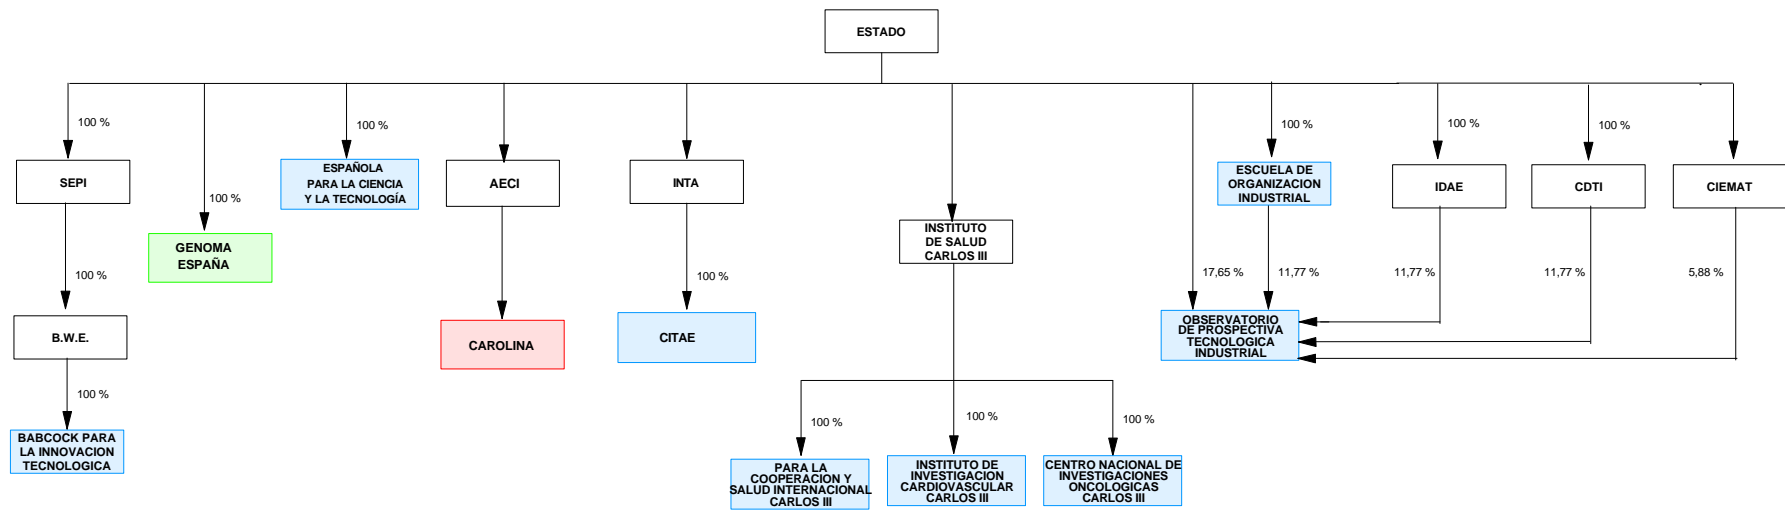 ESTADO
100 %
100 %
100 %
100 %
100 %
SEPI
ESPAÑOLA
PARA LA CIENCIA
Y LA TECNOLOGÍA
AECI
INTA
ESCUELA DE
ORGANIZACION
INDUSTRIAL
IDAE
CDTI
CIEMAT
100 %
GENOMA
ESPAÑA
INSTITUTO
DE SALUD
CARLOS III
100 %
100 %
17,65 %
11,77 %
11,77 %
11,77 %
5,88 %
B.W.E.
CAROLINA
CITAE
OBSERVATORIO
DE PROSPECTIVA
TECNOLOGICA
INDUSTRIAL
100 %
100 %
100 %
100 %
BABCOCK PARA
LA INNOVACION
TECNOLOGICA
PARA LA
COOPERACION Y
SALUD INTERNACIONAL
CARLOS III
INSTITUTO DE
INVESTIGACION
CARDIOVASCULAR
CARLOS III
CENTRO NACIONAL DE
INVESTIGACIONES
ONCOLOGICAS
CARLOS III